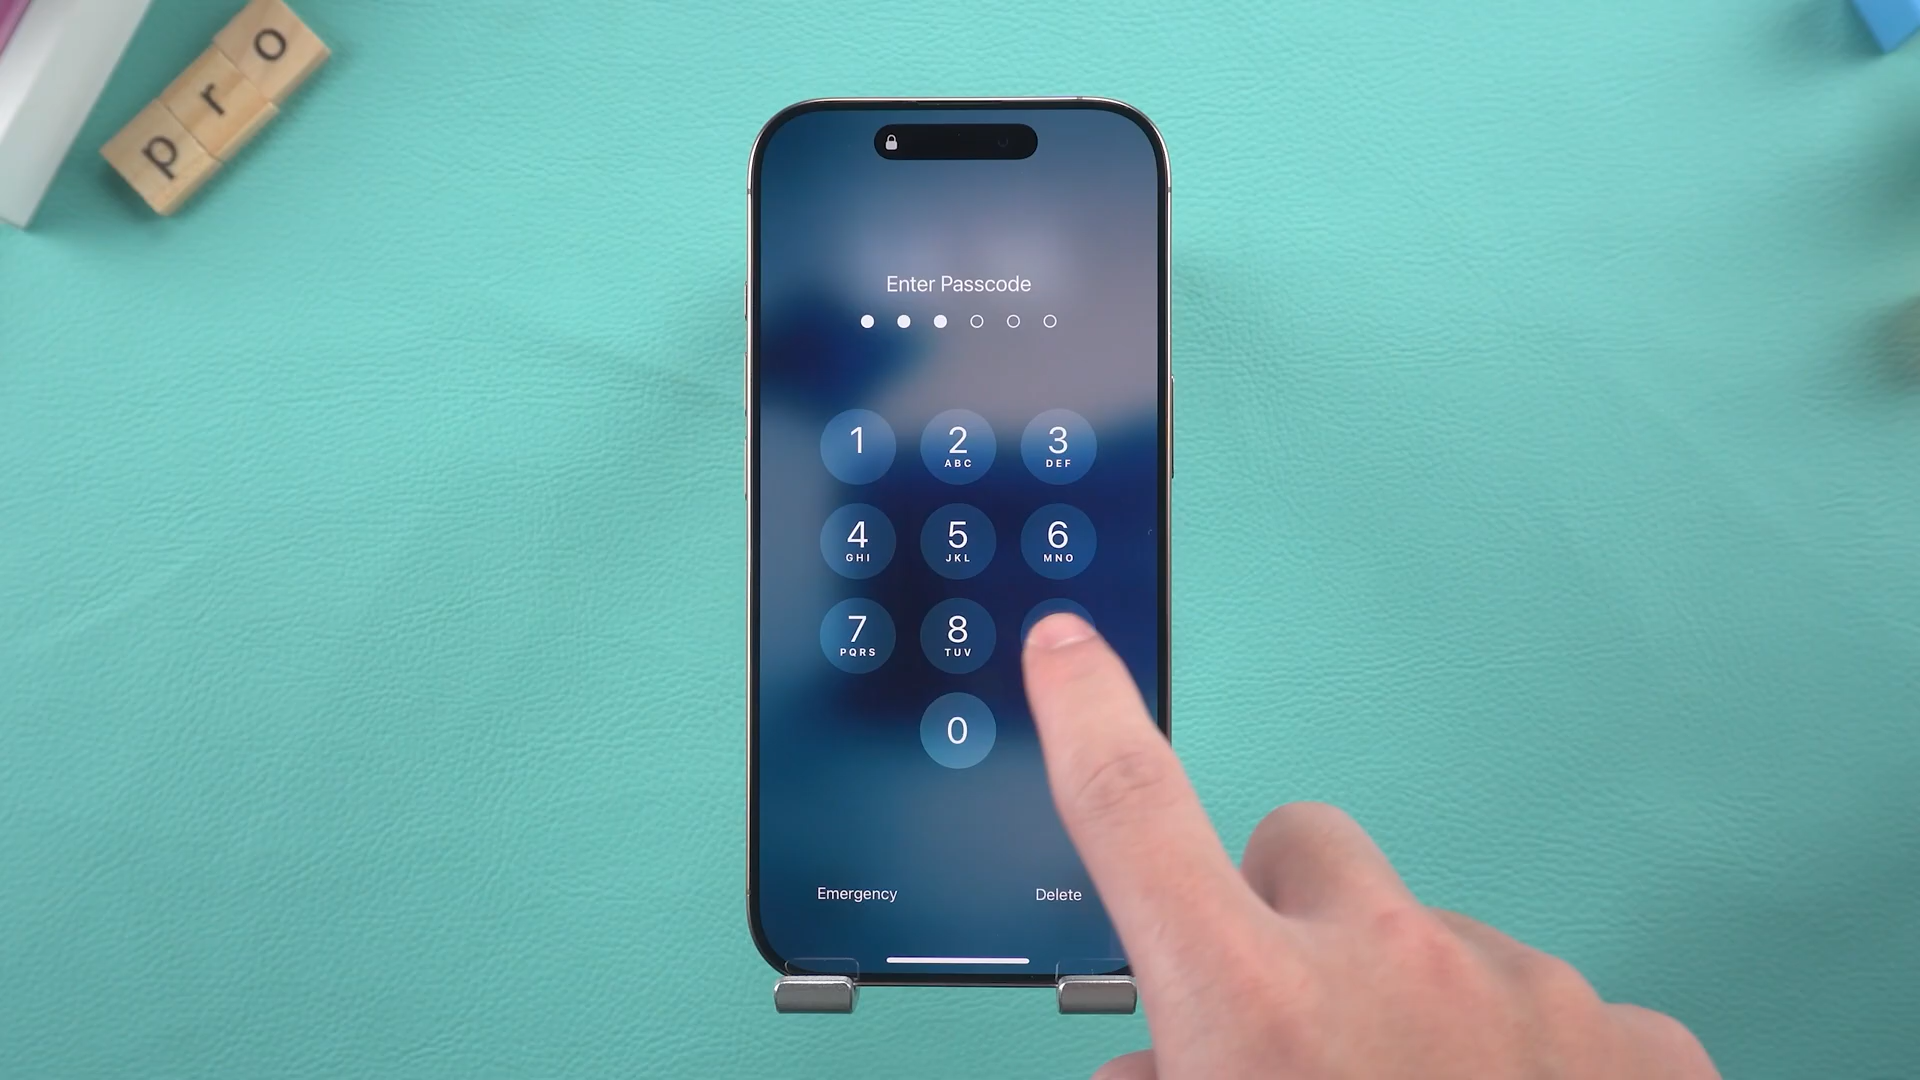 pro
Enter Passcode
1 2 3
ABC DEF
4 5 6
GHI JKL MNO
7 8
PQRS TUV
0
Emergency Delete